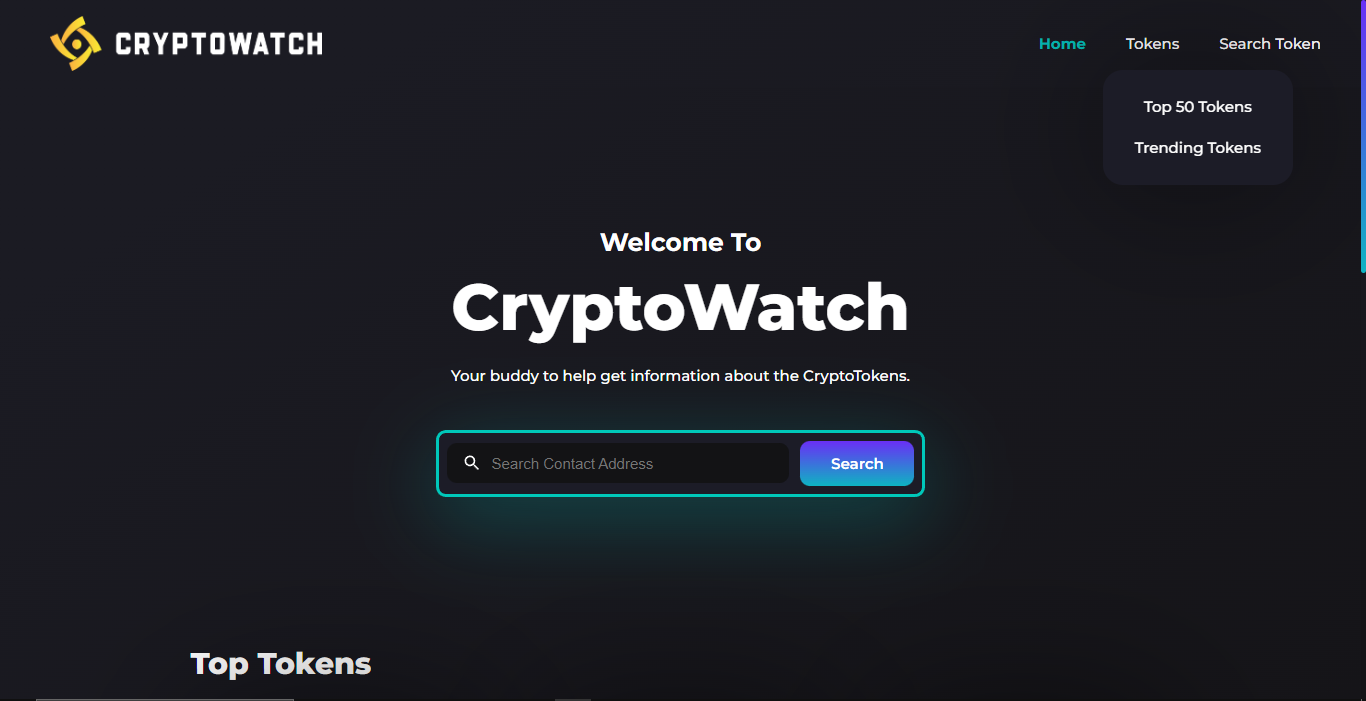 CRYPTOWATCH
Home Tokens Search Token
Top 50 Tokens
Trending Tokens
Welcome To
CryptoWatch
Your buddy to help get information about the CryptoTokens.
Search Contact Address Search
Top Tokens